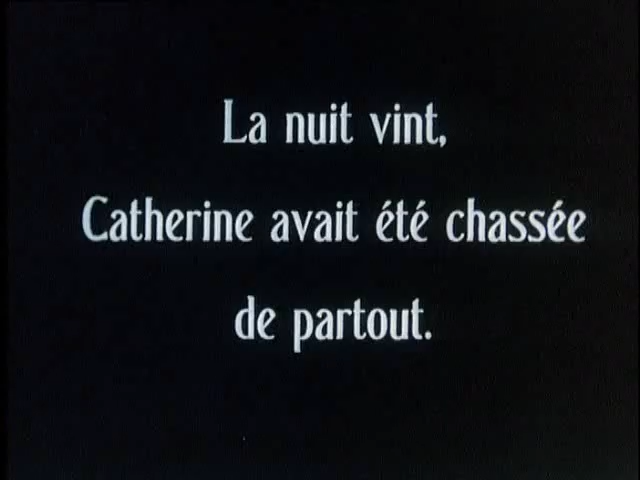 La nuit vint,
Catherine avait été chassée
de partout.